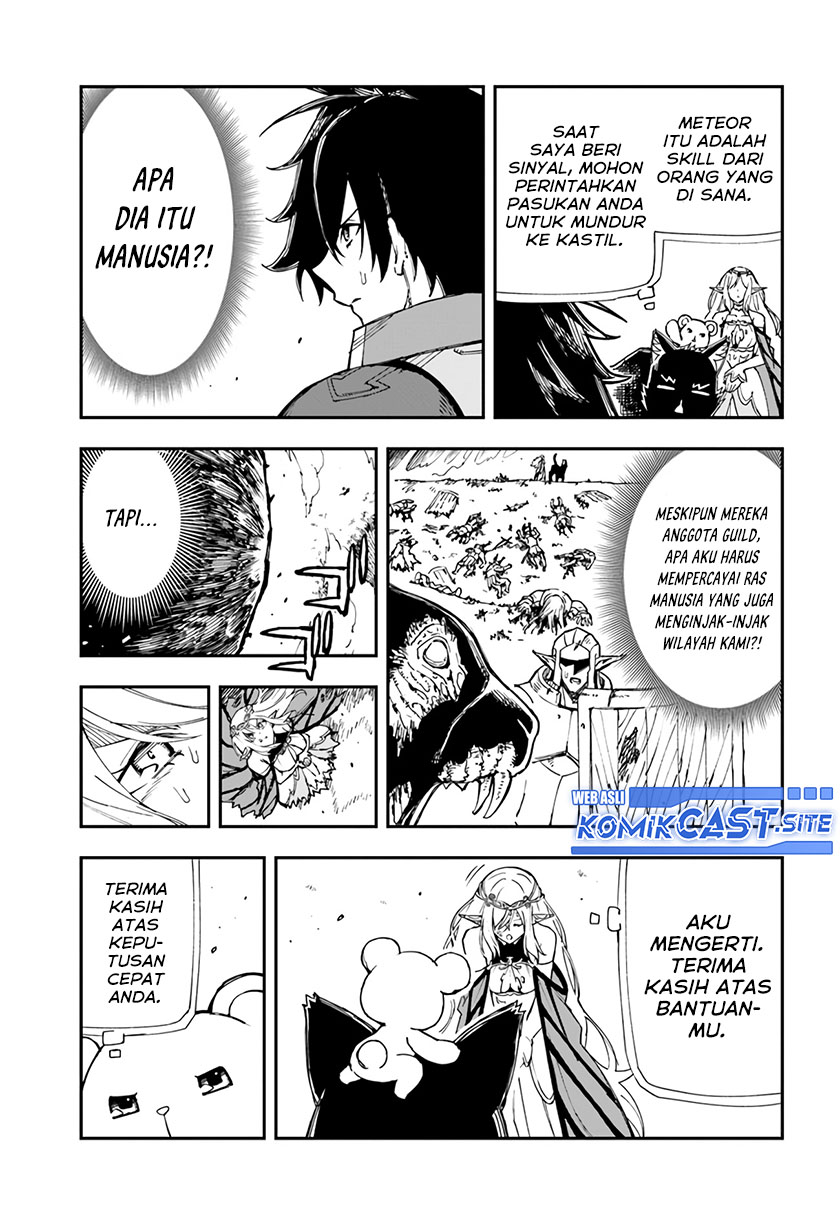 METEOR
ITU ADALAH
SKILL DARI
ORANG YANG
DI SANA.
SAAT
SAYA BERI
SINYAL, MOHON
PERINTAHKAN
PASUKAN ANDA
UNTUK MUNDUR
KE KASTIL.
APA
DIA ITU
MANUSIA?!
MESKIPUN MEREKA
ANGGOTA GUILD,
APA AKU HARUS
MEMPERCAYAI RAS
MANUSIA YANG JUGA
MENGINJAK-INJAK
WILAYAH KAMI?!
TAPI...
WEB ASLI
KOMIKCAST.SITE
AKU
MENGERTI.
TERIMA
KASIH ATAS
BANTUAN-
MU.
TERIMA
KASIH ATAS
KEPU-
TUSAN
CEPAT
ANDA.